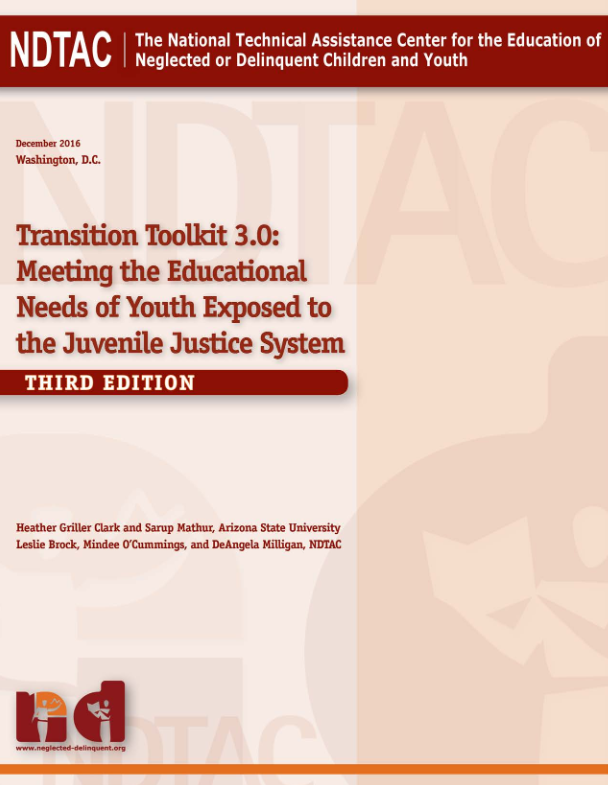 NDTAC
The National Technical Assistance Center for the Education of
Neglected or Delinquent Children and Youth
NDTAC
December 2016
Washington, D.C.
Transition Toolkit 3.0:
Meeting the Educational
Needs of Youth Exposed to
the Juvenile Justice System
THIRD EDITION
Heather Griller Clark and Sarup Mathur, Arizona State University
Leslie Brock, Mindee O'Cummings, and DeAngela Milligan, NDTAC
nd
www.neglected-delinquent.org
NDTAC